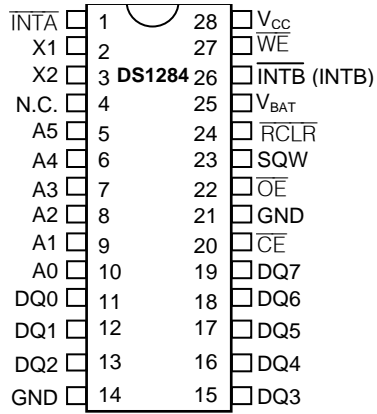 INTA 1 28 VCC
X1 2 27 WE
X2 3 DS1284 26 INTB (INTB)
N.C. 4 25 VBAT
A5 5 24 RCLR
A4 6 23 SQW
A3 7 22 OE
A2 8 21 GND
A1 9 20 CE
A0 10 19 DQ7
DQ0 11 18 DQ6
DQ1 12 17 DQ5
DQ2 13 16 DQ4
GND 14 15 DQ3